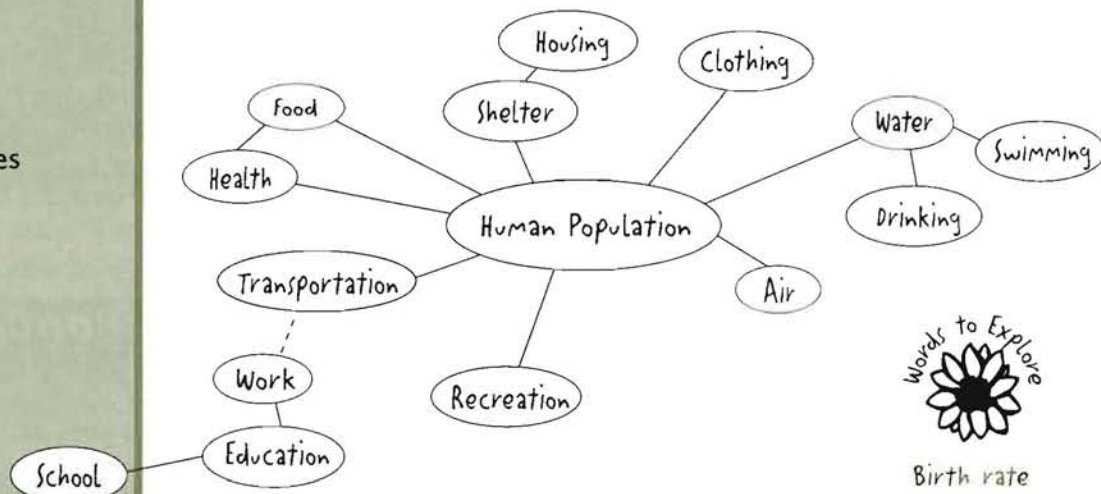 Housing
Clothing
Food
Shelter
Water
es
Swimming
Health
Drinking
Human Population
Transportation
Air
Words to Explore
Work
Recreation
Education
School
Birth rate